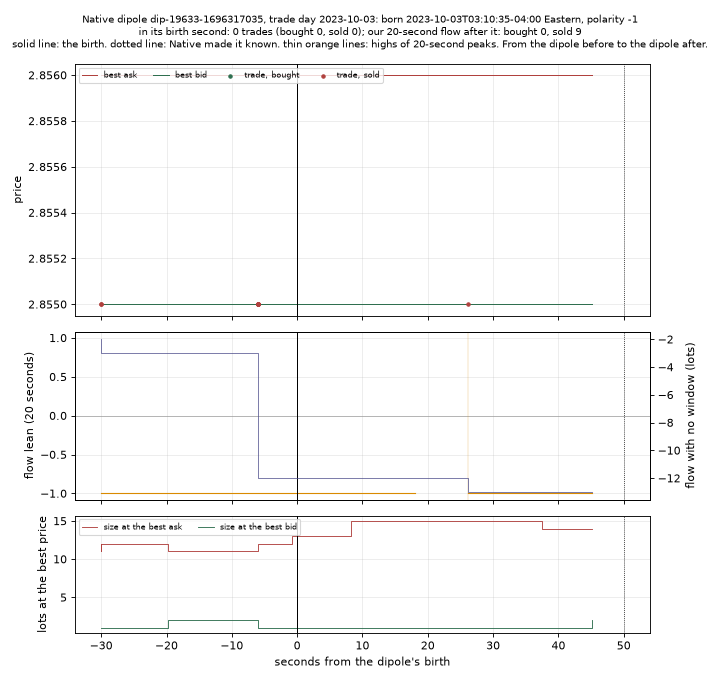 Native dipole dip-19633-1696317035, trade day 2023-10-03: born 2023-10-03T03:10:35-04:00 Eastern, polarity -1
in its birth second: 0 trades (bought 0, sold 0); our 20-second flow after it: bought 0, sold 9
solid line: the birth. dotted line: Native made it known. thin orange lines: highs of 20-second peaks. From the dipole before to the dipole after.
best ask
best bid
trade, bought
trade, sold
2.8560
2.8558
2.8556
2.8554
2.8552
2.8550
price
1.0
0.5
0.0
−0.5
−1.0
flow lean (20 seconds)
−2
−4
−6
−8
−10
−12
flow with no window (lots)
size at the best ask
size at the best bid
15
10
5
lots at the best price
−30
−20
−10
0
10
20
30
40
50
seconds from the dipole's birth